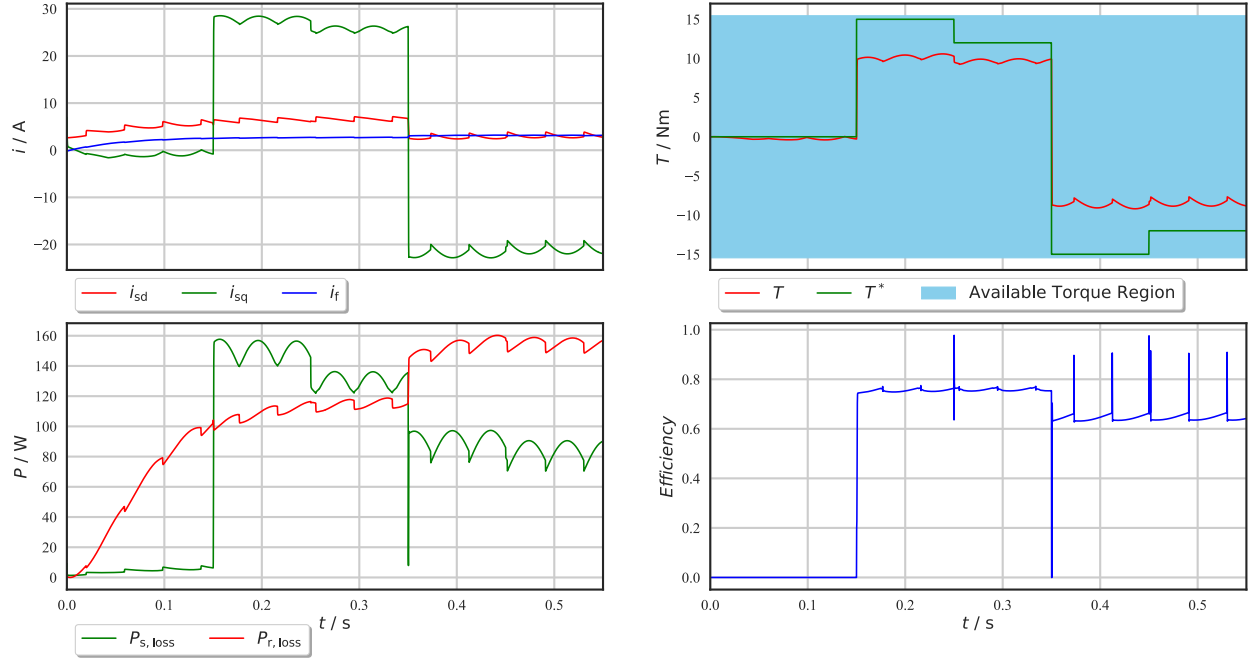 30
20
10
0
−10
−20
i / A
i_sd i_sq i_f
15
10
5
0
−5
−10
−15
T / Nm
T T* Available Torque Region
160
140
120
100
80
60
40
20
0
P / W
0.0 0.1 0.2 0.3 0.4 0.5
t / s
P_s, loss P_r, loss
1.0
0.8
0.6
0.4
0.2
0.0
Efficiency
0.0 0.1 0.2 0.3 0.4 0.5
t / s